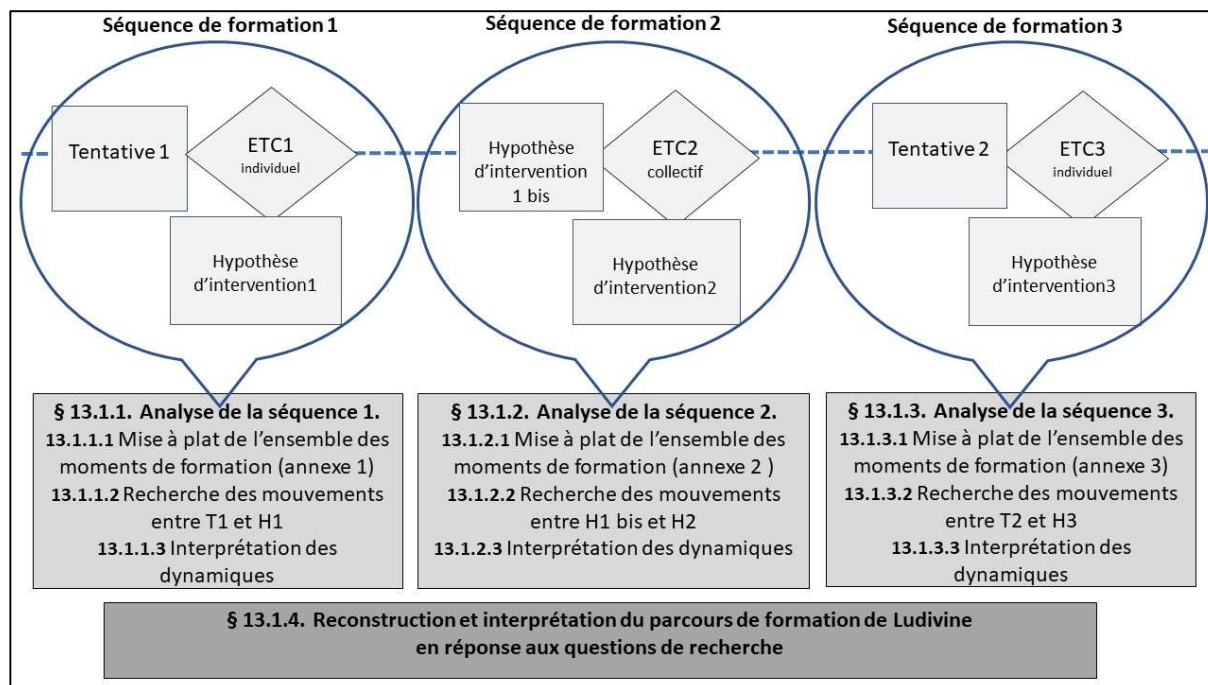 Séquence de formation 1
Tentative 1
ETC1
individuel
Hypothèse
d'intervention1
Séquence de formation 2
Hypothèse
d'intervention
1 bis
ETC2
collectif
Hypothèse
d'intervention2
Séquence de formation 3
Tentative 2
ETC3
individuel
Hypothèse
d'intervention3
§ 13.1.1. Analyse de la séquence 1.
13.1.1.1 Mise à plat de l'ensemble des
moments de formation (annexe 1)
13.1.1.2 Recherche des mouvements
entre T1 et H1
13.1.1.3 Interprétation des
dynamiques
§ 13.1.2. Analyse de la séquence 2.
13.1.2.1 Mise à plat de l'ensemble des
moments de formation (annexe 2 )
13.1.2.2 Recherche des mouvements
entre H1 bis et H2
13.1.2.3 Interprétation des dynamiques
§ 13.1.3. Analyse de la séquence 3.
13.1.3.1 Mise à plat de l'ensemble des
moments de formation (annexe 3)
13.1.3.2 Recherche des mouvements
entre T2 et H3
13.1.3.3 Interprétation des
dynamiques
§ 13.1.4. Reconstruction et interprétation du parcours de formation de Ludivine
en réponse aux questions de recherche